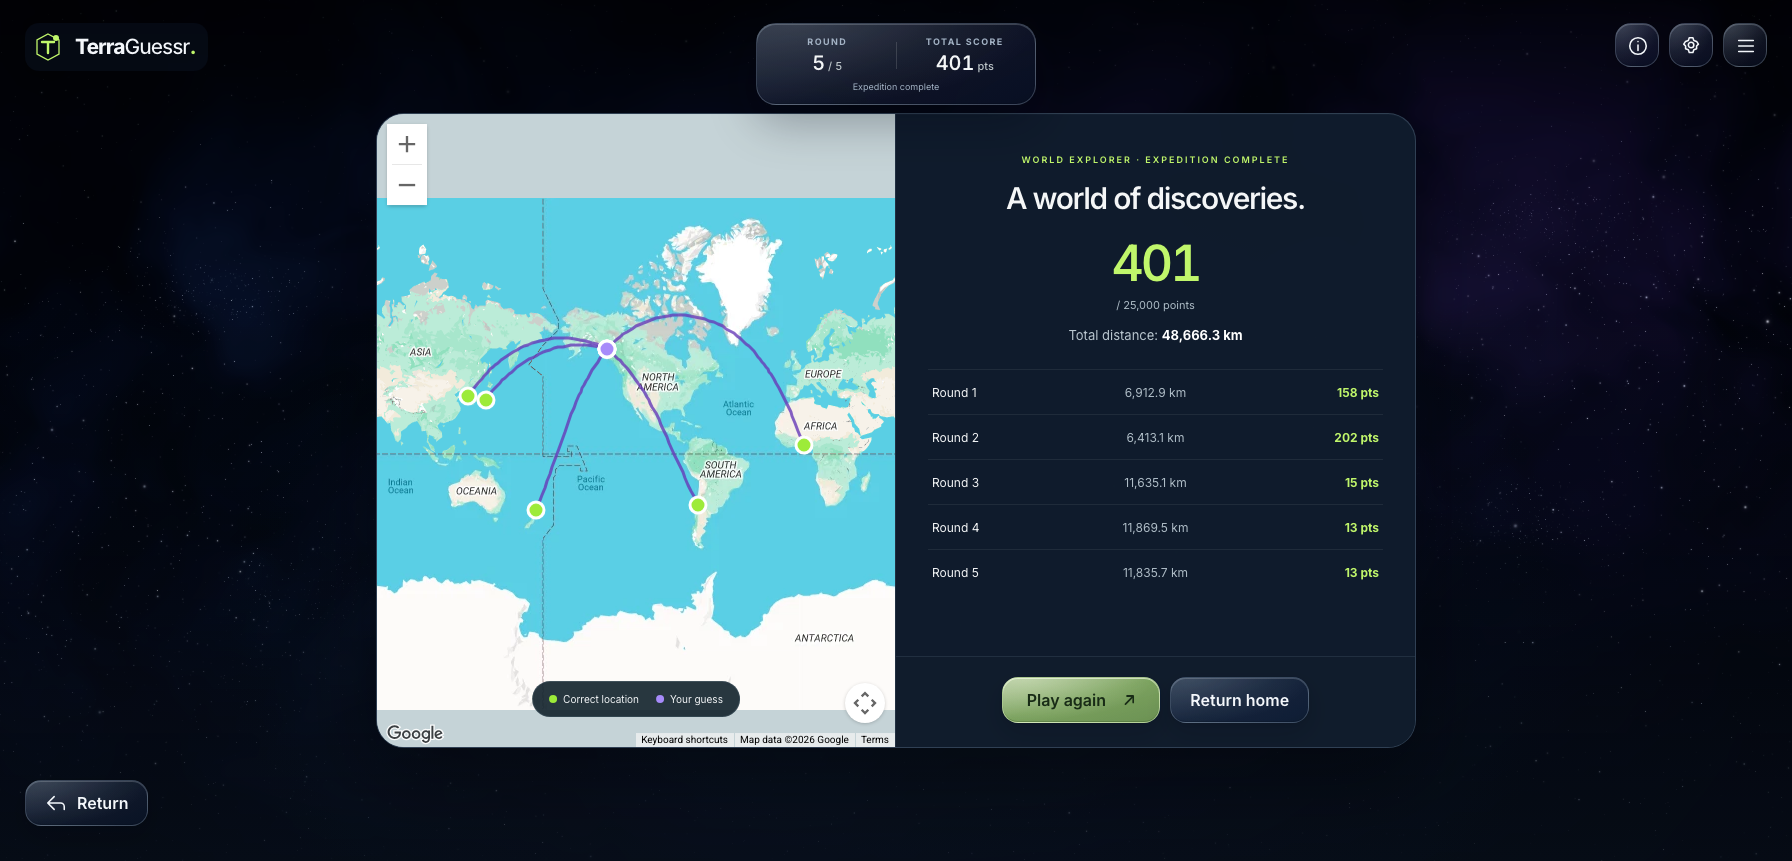 TerraGuessr.
ROUND
5 / 5
TOTAL SCORE
401 pts
Expedition complete
ASIA
NORTH
AMERICA
EUROPE
Atlantic
Ocean
AFRICA
SOUTH
AMERICA
Indian
Ocean
OCEANIA
Pacific
Ocean
ANTARCTICA
Correct location
Your guess
Google
Keyboard shortcuts
Map data ©2026 Google
Terms
WORLD EXPLORER · EXPEDITION COMPLETE
A world of discoveries.
401
/ 25,000 points
Total distance: 48,666.3 km
Round 1 6,912.9 km 158 pts
Round 2 6,413.1 km 202 pts
Round 3 11,635.1 km 15 pts
Round 4 11,869.5 km 13 pts
Round 5 11,835.7 km 13 pts
Play again
Return home
Return